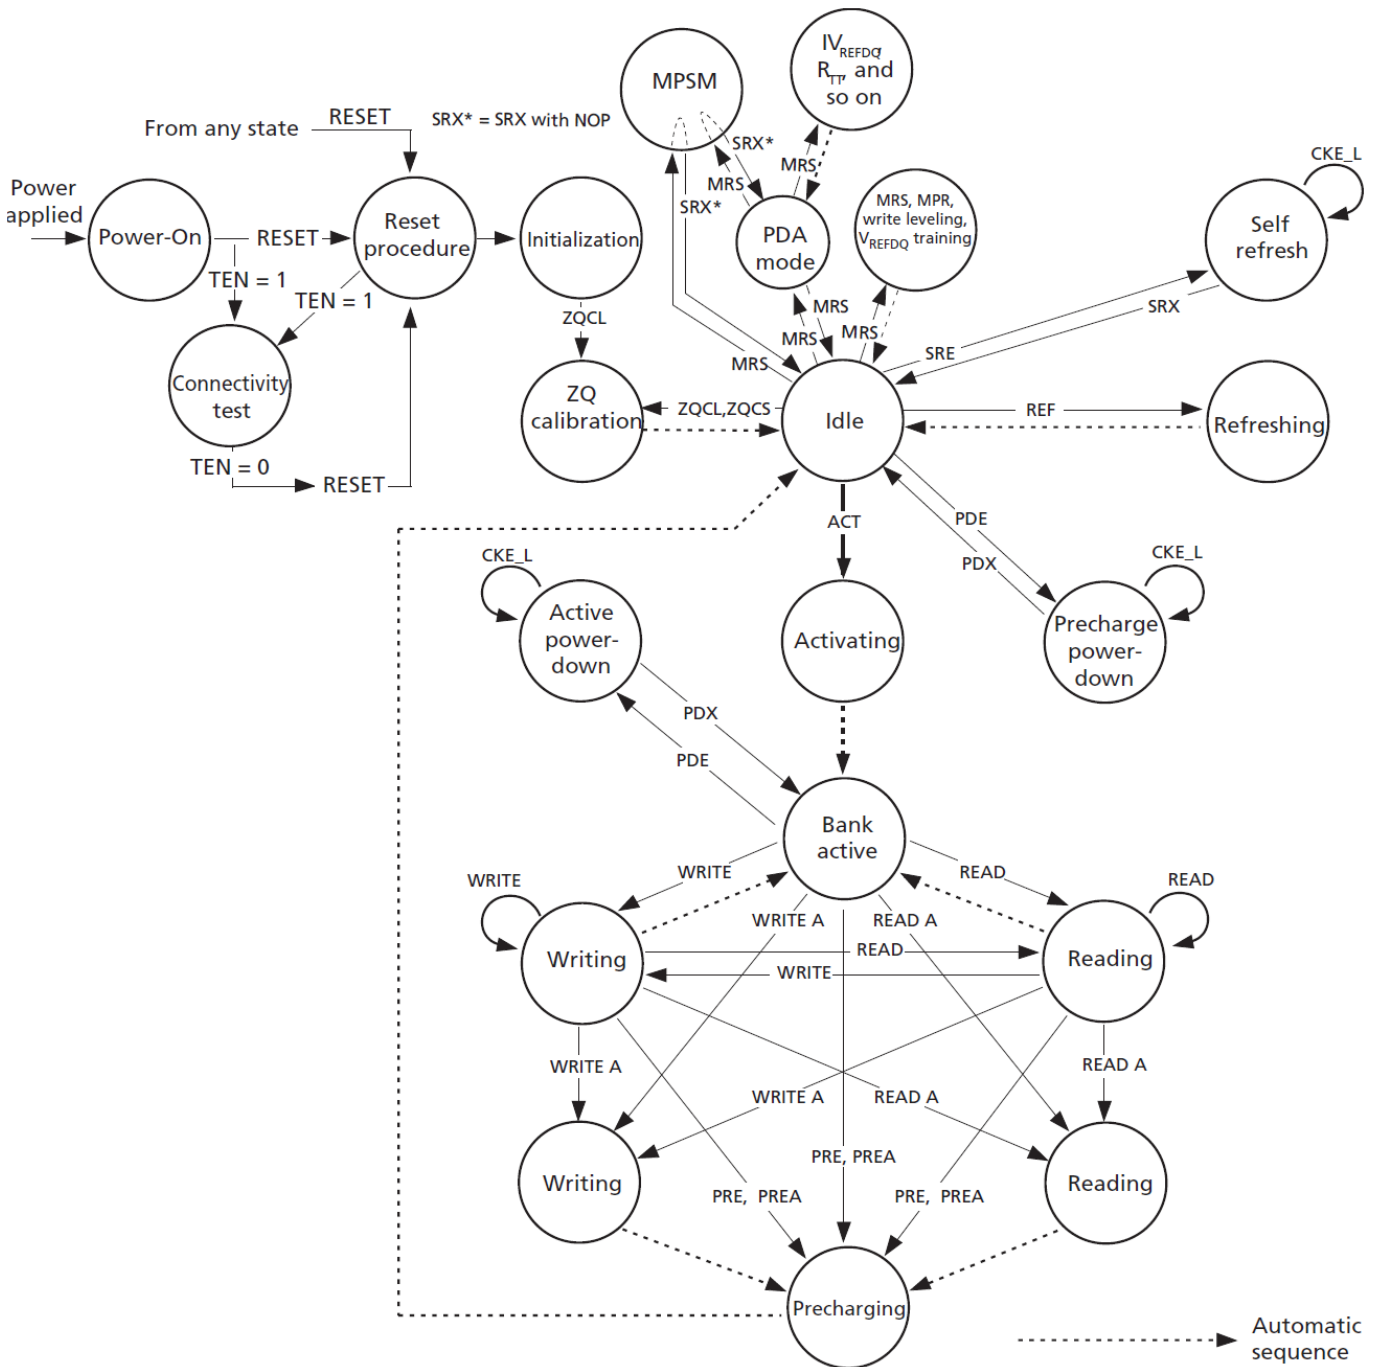 MPSM
IV REFDQ,
R TT, and
so on
From any state
RESET
SRX* = SRX with NOP
SRX*
MRS
MRS
CKE_L
Power
applied
Power-On
RESET
Reset
procedure
Initialization
SRX*
PDA
mode
MRS, MPR,
write leveling,
V REFDQ training
Self
refresh
TEN = 1
TEN = 1
ZQCL
MRS
MRS
MRS
MRS
SRE
SRX
Connectivity
test
ZQ
calibration
ZQCL,ZQCS
Idle
REF
Refreshing
TEN = 0
RESET
ACT
PDE
PDX
CKE_L
CKE_L
Active
power-
down
Activating
Precharge
power-
down
PDX
PDE
Bank
active
WRITE
READ
WRITE
READ
WRITE A
READ A
Writing
READ
WRITE
Reading
WRITE A
READ A
WRITE A
READ A
PRE, PREA
Writing
PRE, PREA
PRE, PREA
Reading
Precharging
Automatic
sequence